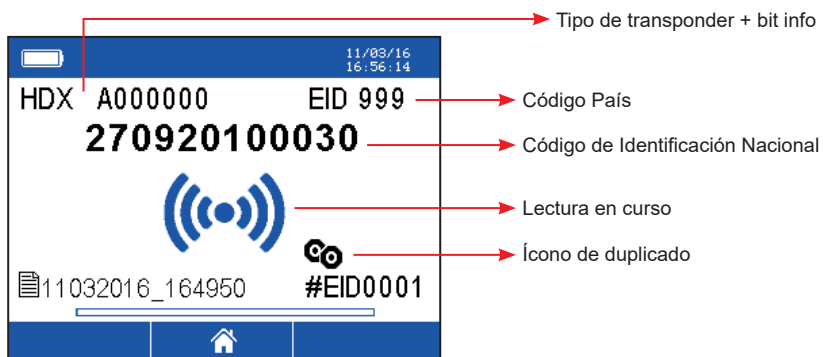 Tipo de transponder + bit info
11/03/16
16:56:14
HDX A000000 EID 999
Código País
270920100030
Código de Identificación Nacional
Lectura en curso
Ícono de duplicado
11032016_164950 #EID0001